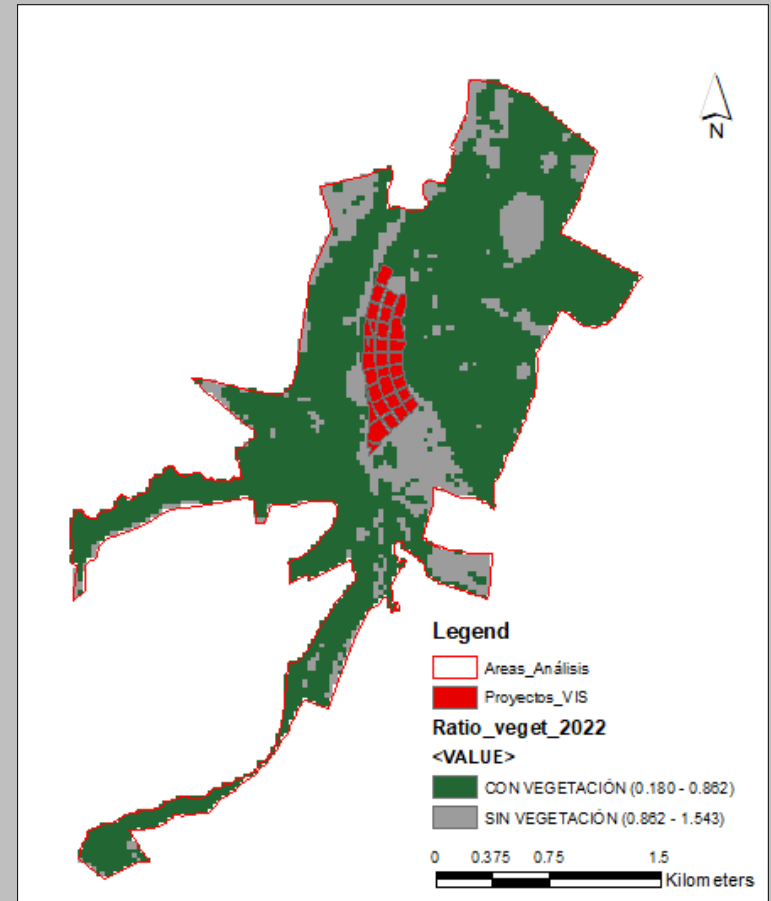 N
Legend
Areas_Análisis
Proyectos_VIS
Ratio_veget_2022
<VALUE>
CON VEGETACIÓN (0.180 - 0.862)
SIN VEGETACIÓN (0.862 - 1.543)
0 0.375 0.75 1.5
Kilometers